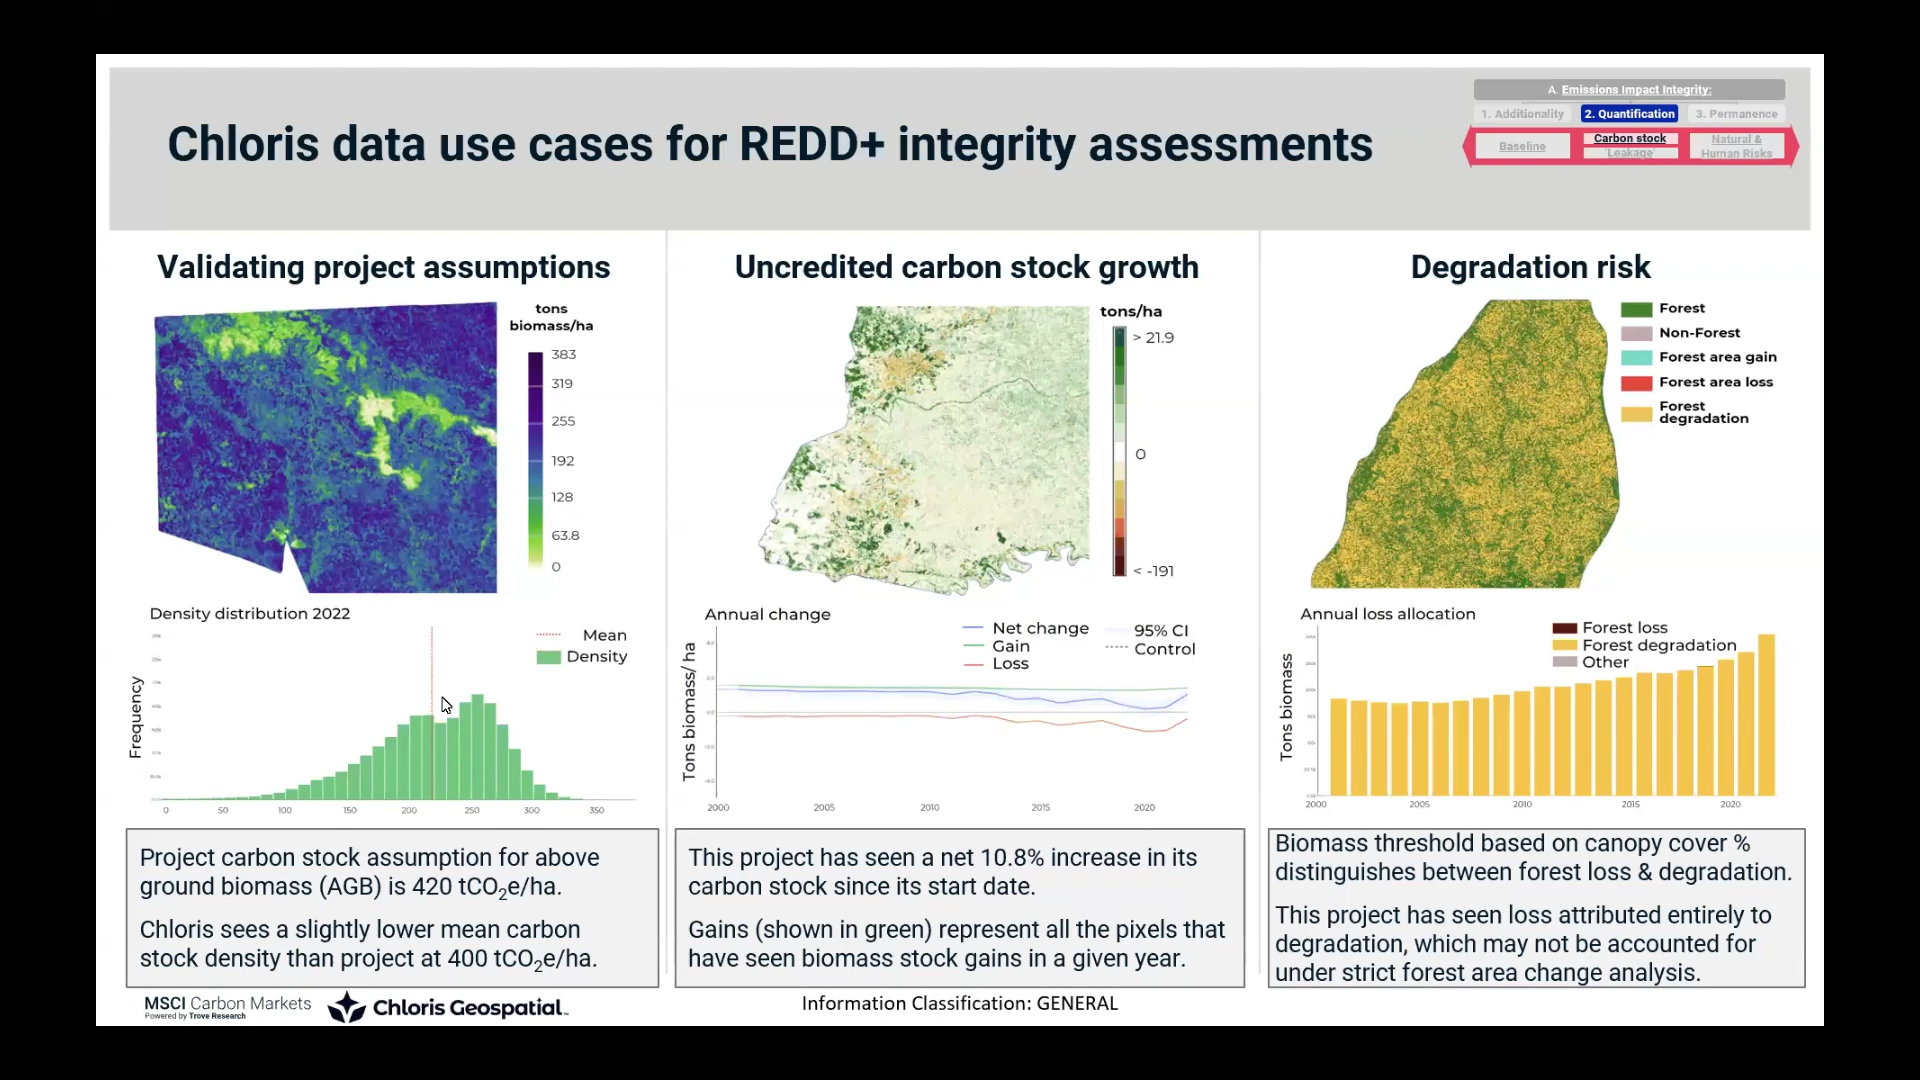 Chloris data use cases for REDD+ integrity assessments
A. Emissions Impact Integrity:
1. Additionality
2. Quantification
3. Permanence
Baseline
Carbon stock
'Leakage'
Natural &
Human Risks
Validating project assumptions
tons
biomass/ha
383
319
255
192
128
63.8
0
Density distribution 2022
Mean
Density
Frequency
0
50
100
150
200
250
300
350
Project carbon stock assumption for above
ground biomass (AGB) is 420 tCO₂e/ha.
Chloris sees a slightly lower mean carbon
stock density than project at 400 tCO₂e/ha.
Uncredited carbon stock growth
tons/ha
> 21.9
0
< -191
Annual change
Net change
Gain
Loss
95% CI
Control
Tons biomass/ ha
2000
2005
2010
2015
2020
This project has seen a net 10.8% increase in its
carbon stock since its start date.
Gains (shown in green) represent all the pixels that
have seen biomass stock gains in a given year.
Degradation risk
Forest
Non-Forest
Forest area gain
Forest area loss
Forest
degradation
Annual loss allocation
Forest loss
Forest degradation
Other
Tons biomass
2000
2005
2010
2015
2020
Biomass threshold based on canopy cover %
distinguishes between forest loss & degradation.
This project has seen loss attributed entirely to
degradation, which may not be accounted for
under strict forest area change analysis.
MSCI Carbon Markets
Powered by Trove Research
Chloris Geospatial™
Information Classification: GENERAL